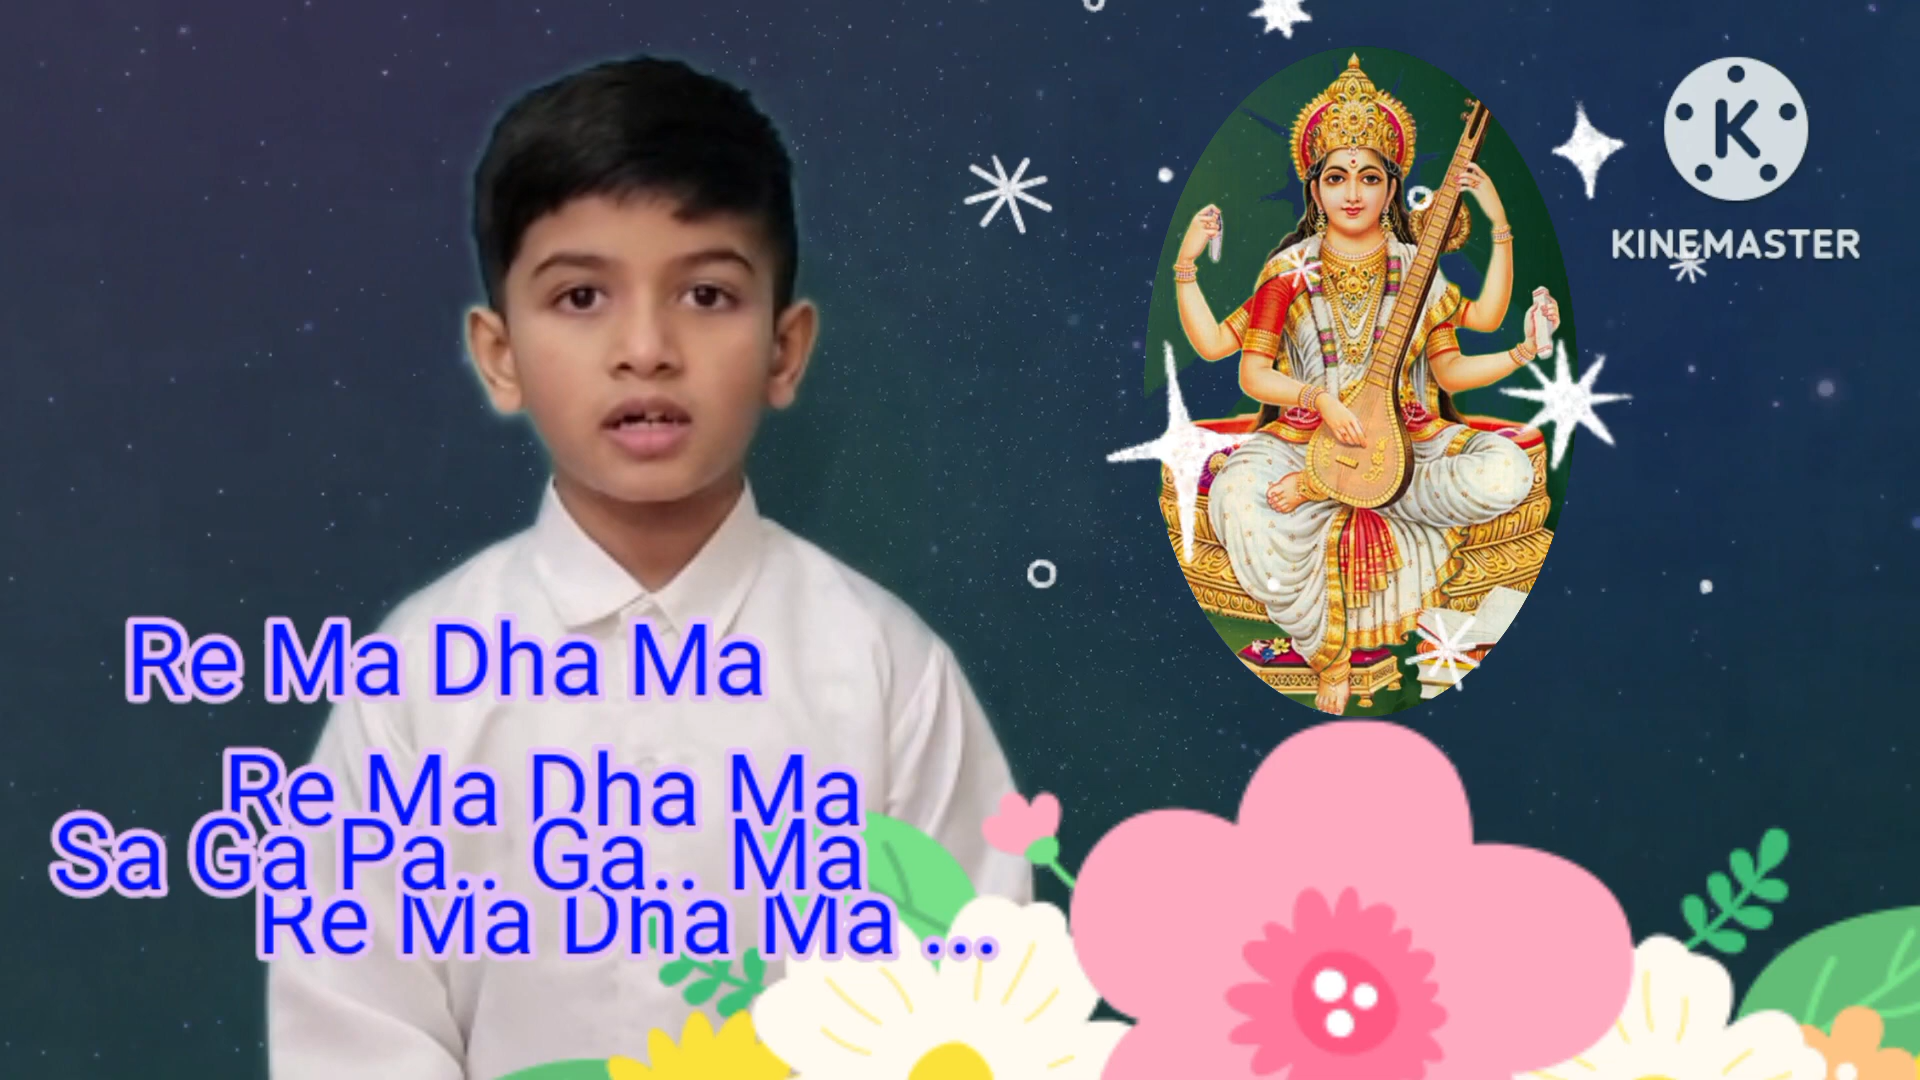 K
KINEMASTER
Re Ma Dha Ma
Re Ma Dha Ma
Sa Ga Pa.. Ga.. Ma
Re Ma Dha Ma ...